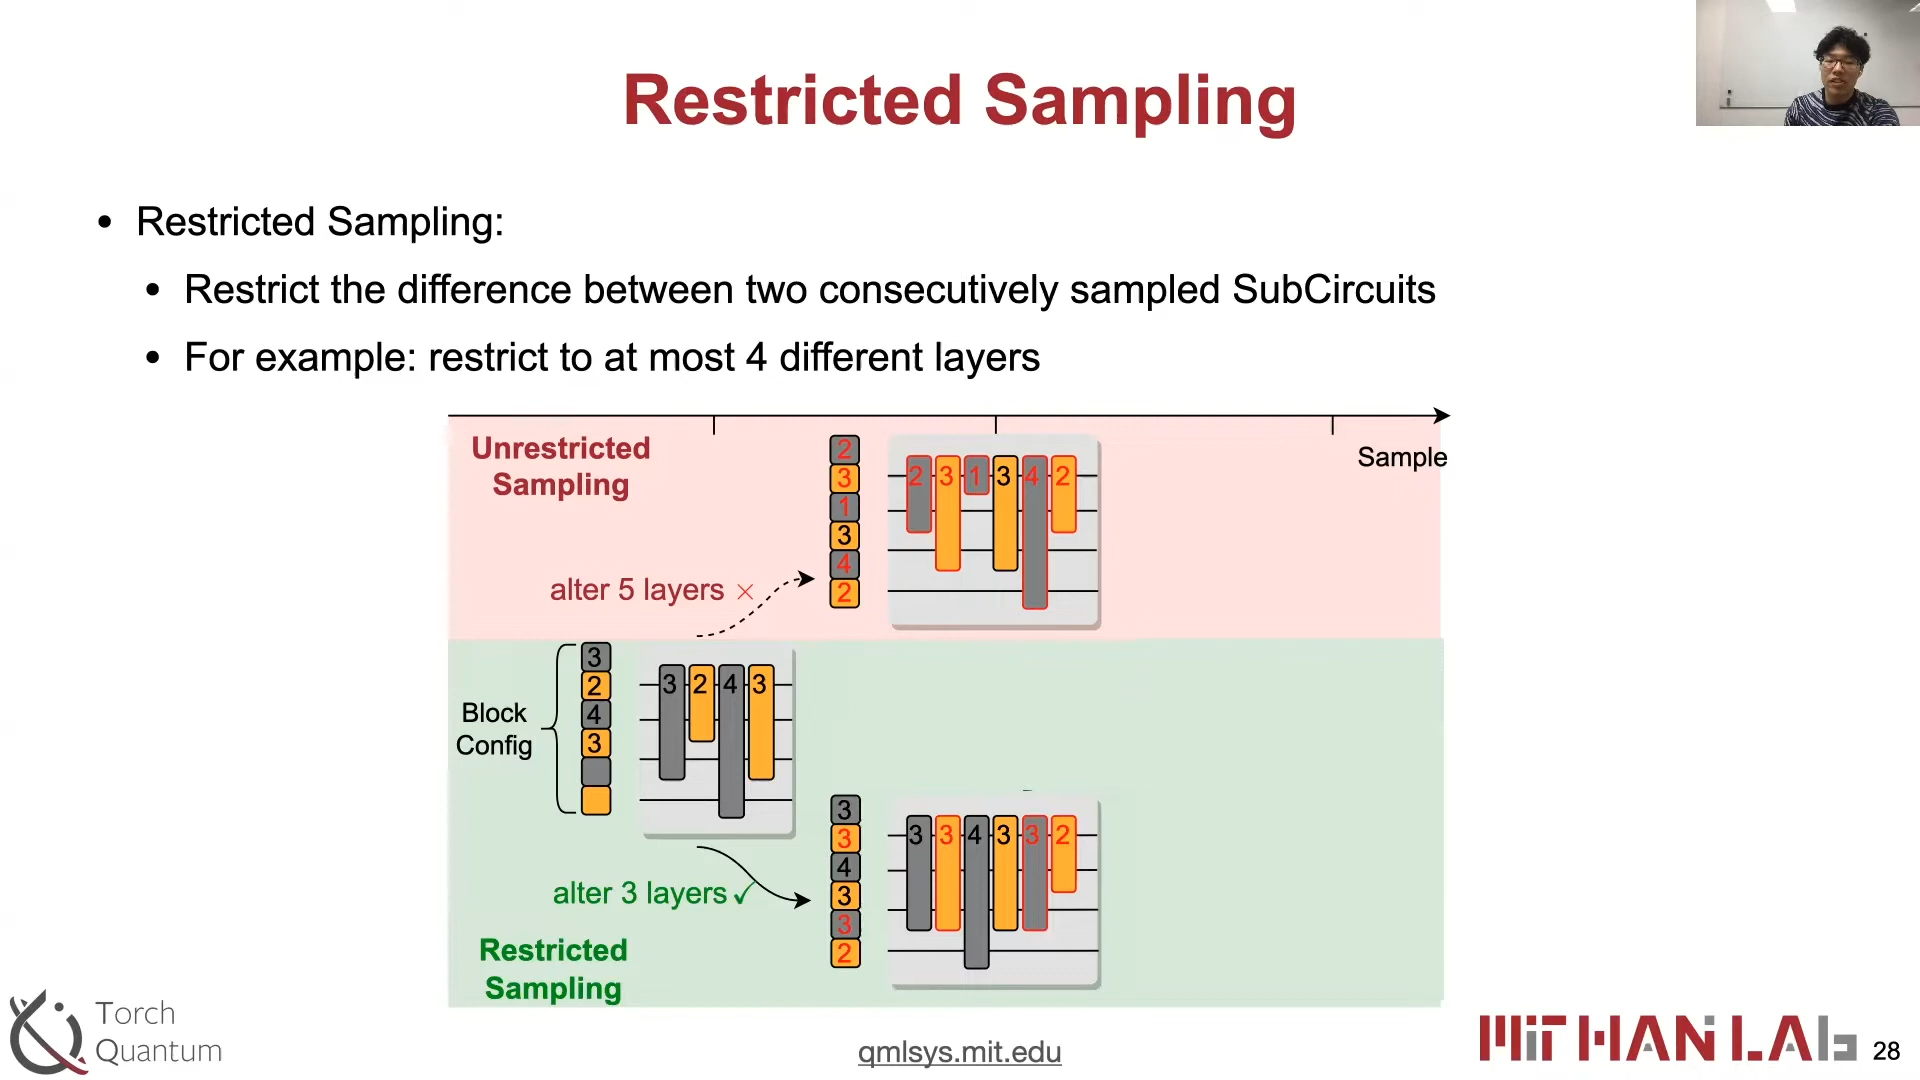 Restricted Sampling
• Restricted Sampling:
• Restrict the difference between two consecutively sampled SubCircuits
• For example: restrict to at most 4 different layers
Sample
Unrestricted
Sampling
2
3
1
3
4
2
2 3 1 3 4 2
alter 5 layers ×
Block
Config
3
2
4
3
3 2 4 3
3
3
4
3
3
2
3 3 4 3 3 2
alter 3 layers ✓
Restricted
Sampling
Torch
Quantum
qmlsys.mit.edu
MIT HAN LAB
28